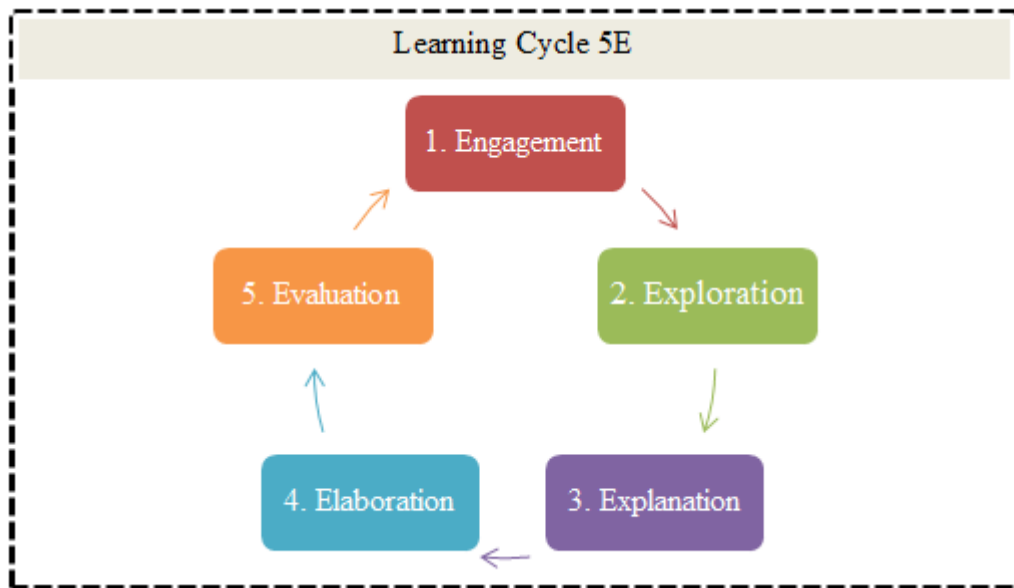 Learning Cycle 5E
1. Engagement
2. Exploration
3. Explanation
4. Elaboration
5. Evaluation